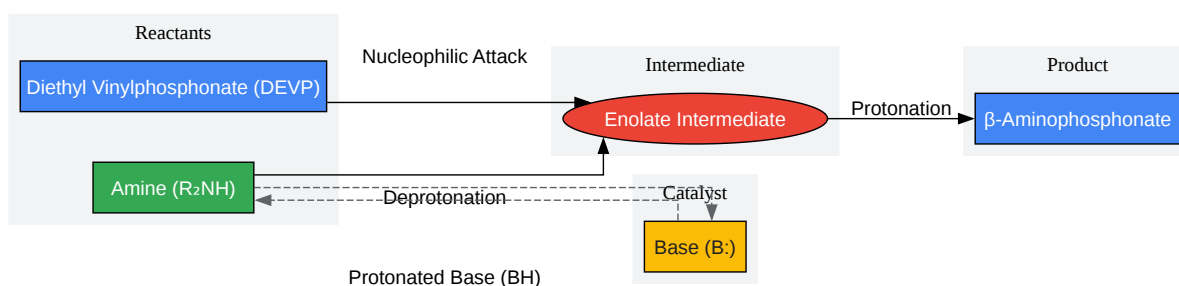 Reactants
Diethyl Vinylphosphonate (DEVP)
Nucleophilic Attack
Intermediate
Enolate Intermediate
Protonation
Product
β-Aminophosphonate
Amine (R₂NH)
Deprotonation
Catalyst
Base (B:)
Protonated Base (BH)